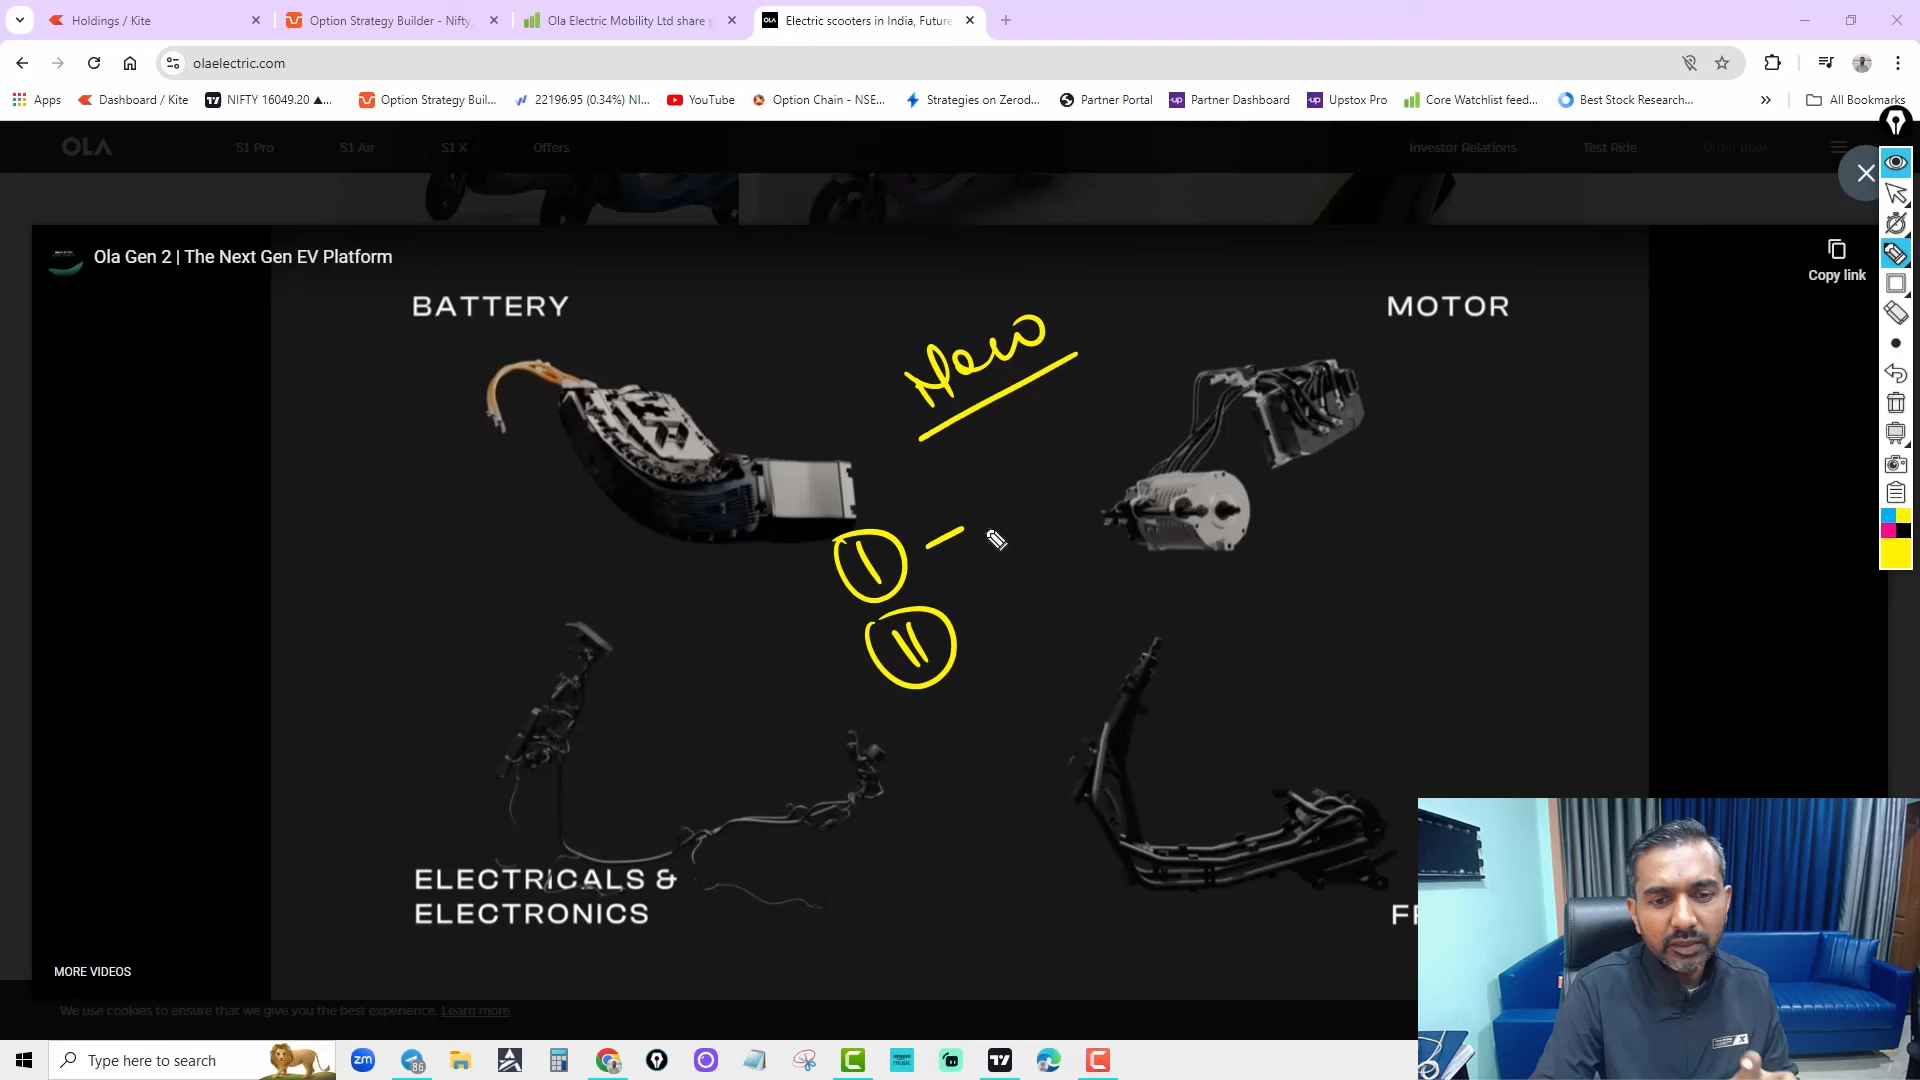 Holdings / Kite
Option Strategy Builder - Nifty,
Ola Electric Mobility Ltd share p
Electric scooters in India, Future
olaelectric.com
Apps
Dashboard / Kite
NIFTY 16049.20 ▲...
Option Strategy Buil...
22196.95 (0.34%) NI...
YouTube
Option Chain - NSE...
Strategies on Zerod...
Partner Portal
Partner Dashboard
Upstox Pro
Core Watchlist feed...
Best Stock Research...
All Bookmarks
OLA
S1 Pro
S1 Air
S1 X
Offers
Investor Relations
Test Ride
Order now
Ola Gen 2 | The Next Gen EV Platform
Copy link
BATTERY
MOTOR
New
I –
II
ELECTRICALS &
ELECTRONICS
FR
MORE VIDEOS
We use cookies to ensure that we give you the best experience. Learn more.
Type here to search
zm
86